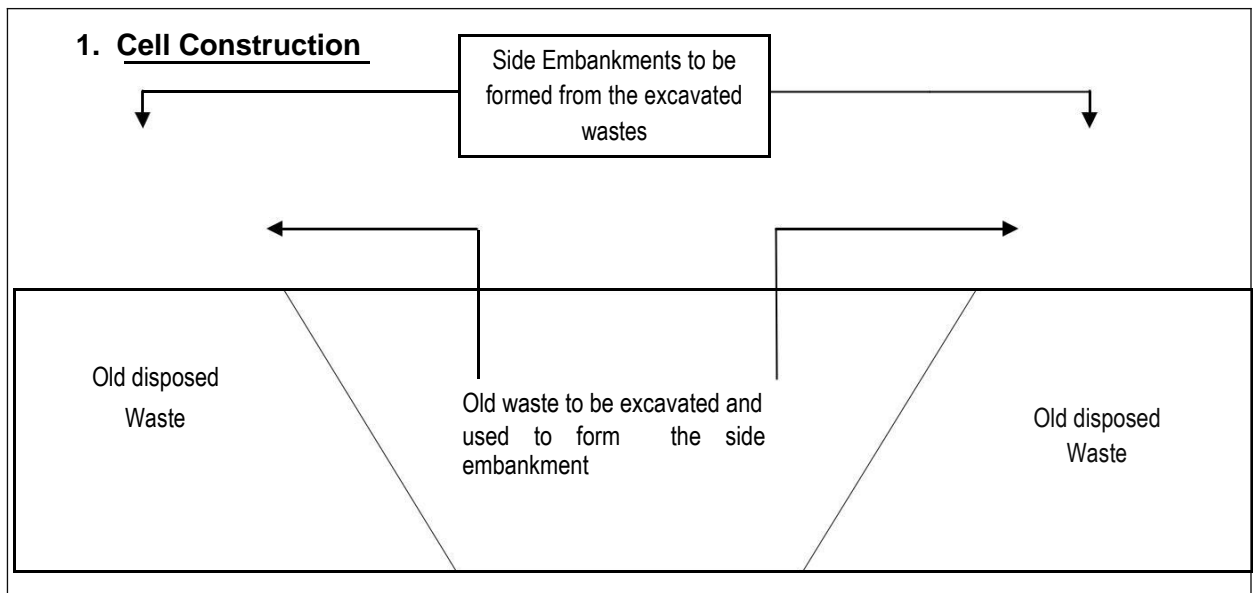 1. Cell Construction
Side Embankments to be
formed from the excavated
wastes
Old disposed
Waste
Old waste to be excavated and
used to form the side
embankment
Old disposed
Waste